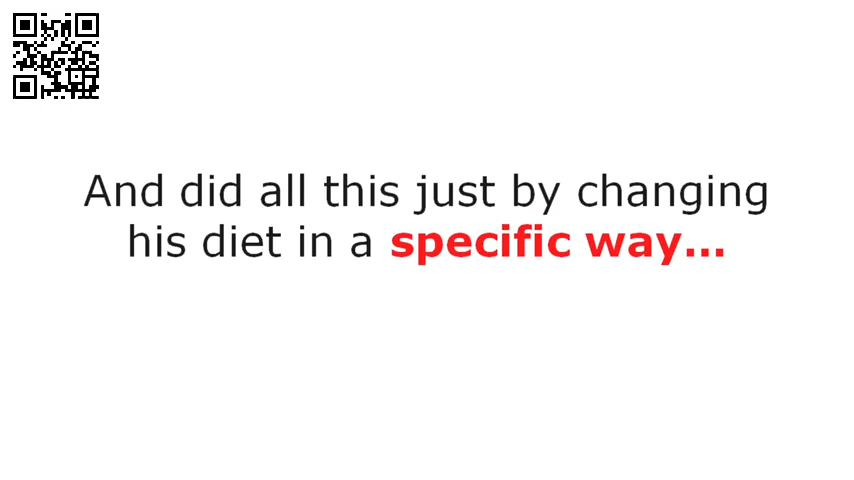 And did all this just by changing
his diet in a specific way...